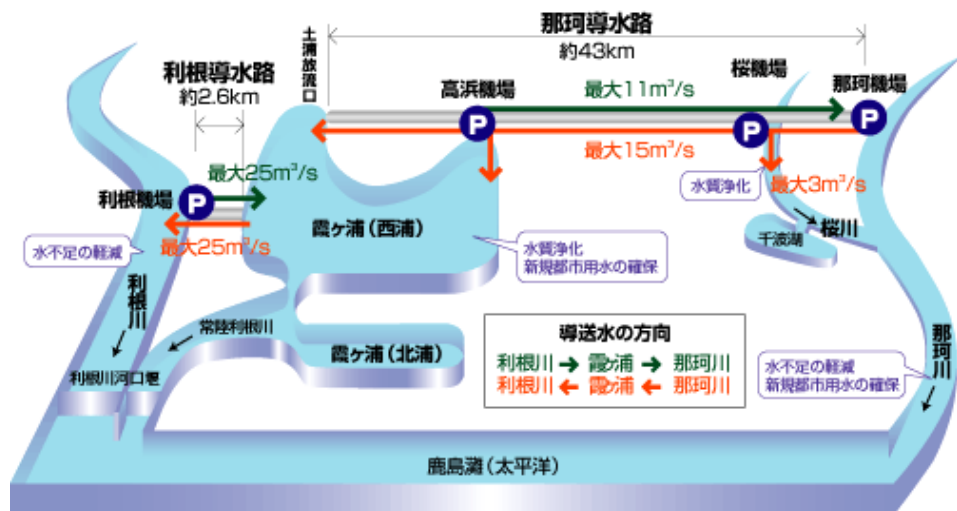 那珂導水路
約43km
土浦放流口
利根導水路
約2.6km
高浜機場
最大11m³/s
桜機場
那珂機場
最大15m³/s
水質浄化
最大3m³/s
最大25m³/s
利根機場
最大25m³/s
霞ヶ浦（西浦）
千波湖
桜川
水不足の軽減
水質浄化
新規都市用水の確保
利根川
常陸利根川
霞ヶ浦（北浦）
利根川河口堰
導送水の方向
利根川 → 霞ヶ浦 → 那珂川
利根川 ← 霞ヶ浦 ← 那珂川
那珂川
水不足の軽減
新規都市用水の確保
鹿島灘（太平洋）
P
P
P
P